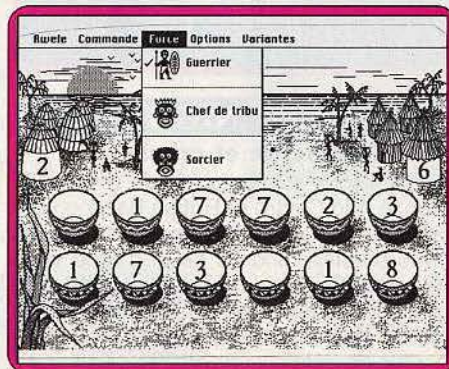 Awele Commande Force Options Variantes
✓ Guerrier
Chef de tribu
Sorcier
2 6
1 7 7 2 3
1 7 3 1 8